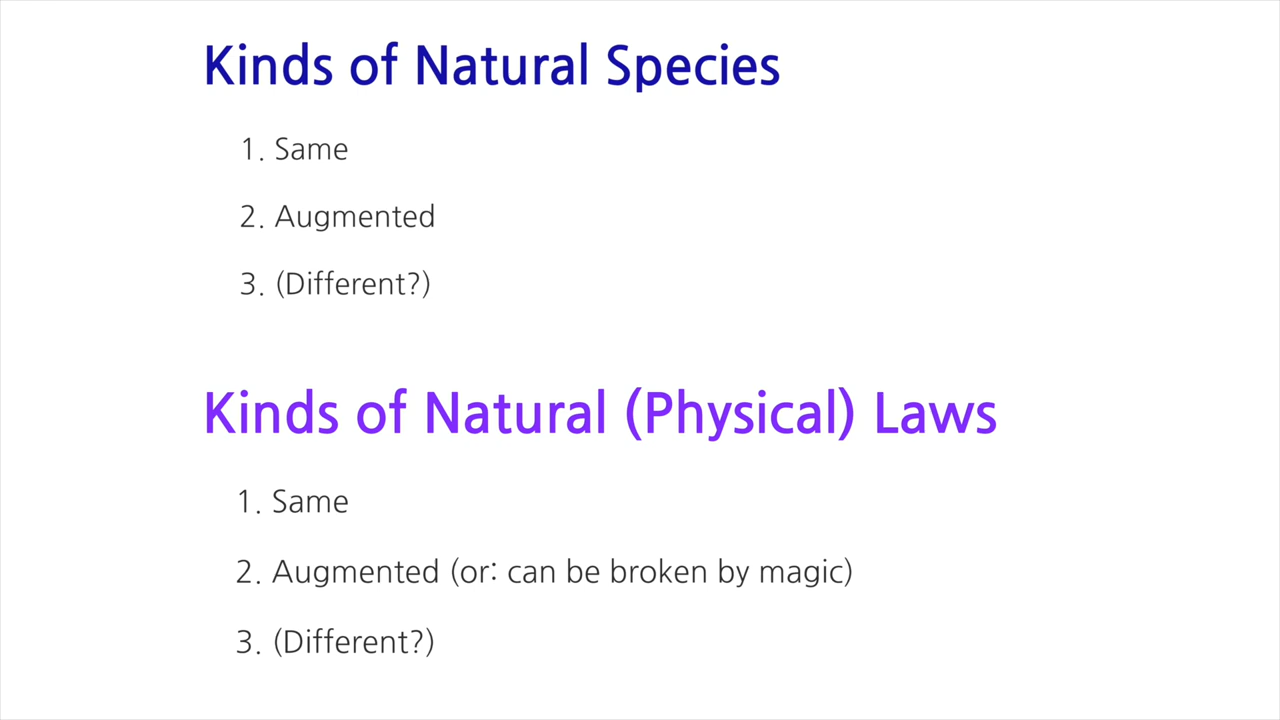 Kinds of Natural Species
1. Same
2. Augmented
3. (Different?)
Kinds of Natural (Physical) Laws
1. Same
2. Augmented (or: can be broken by magic)
3. (Different?)